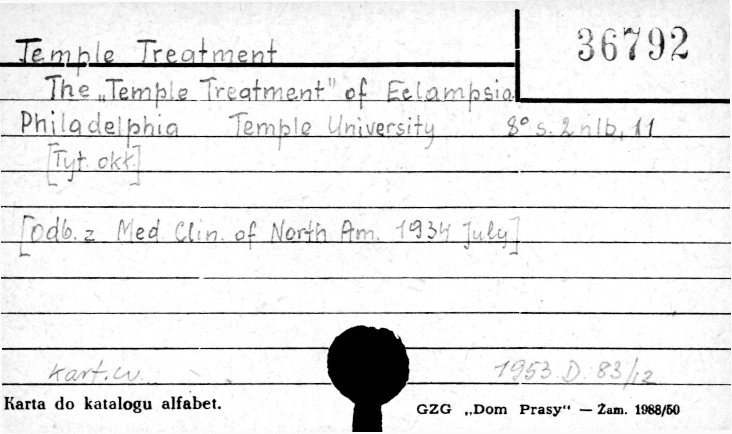 Temple Treatment
36792
The „Temple Treatment" of Eclampsia
Philadelphia Temple University 8° s. 2 nlb, 11
[Tyt. okł.]
[Odb. z Med. Clin. of North Am. 1934 July]
kart. w.
1953. D. 83/12
Karta do katalogu alfabet.
GZG „Dom Prasy" — Zam. 1988/50